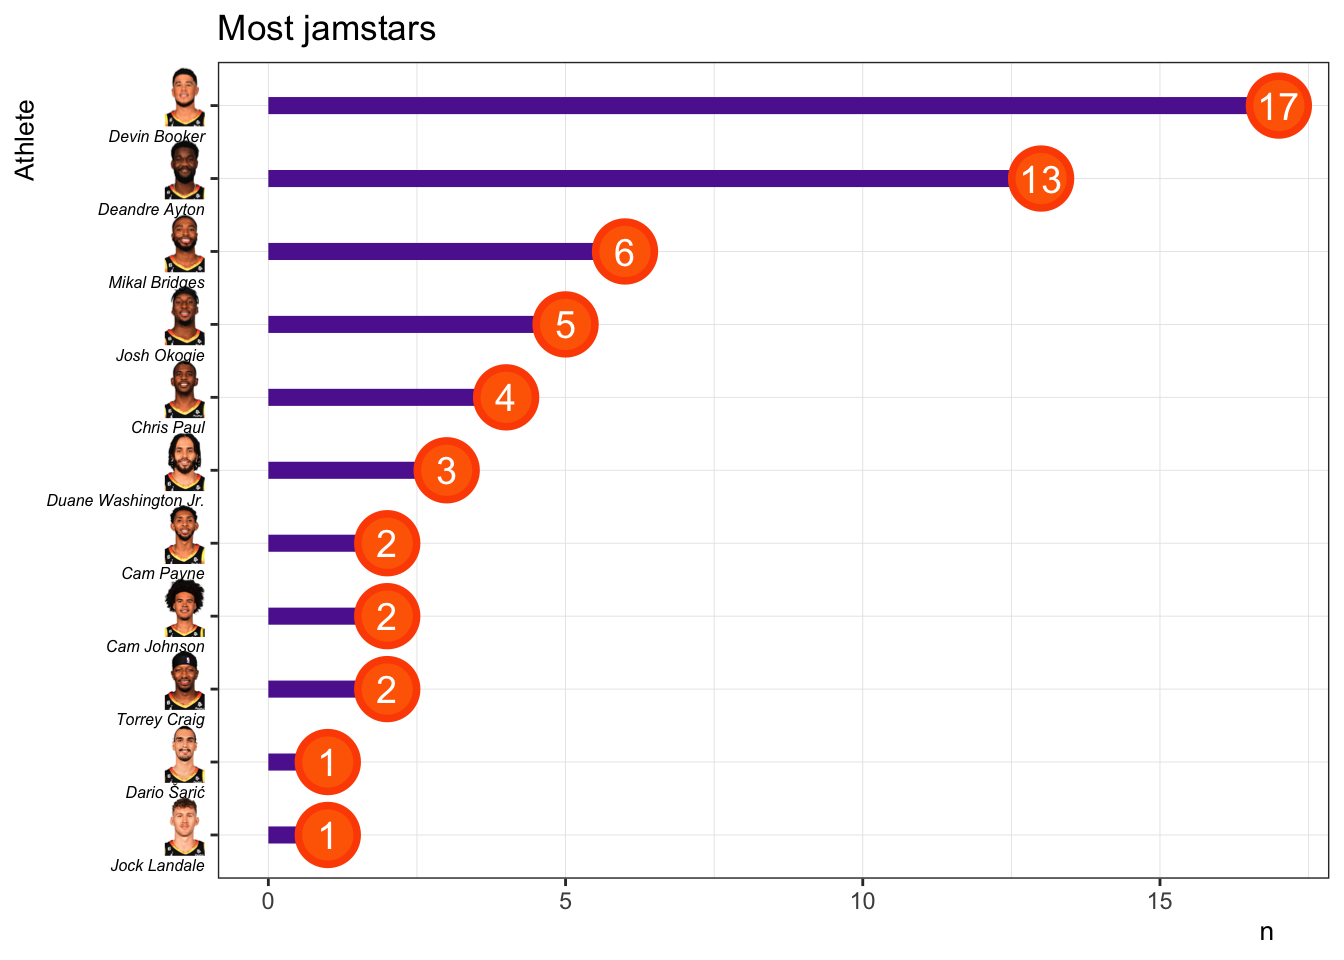 Most jamstars
Athlete
Devin Booker
17
Deandre Ayton
13
Mikal Bridges
6
Josh Okogie
5
Chris Paul
4
Duane Washington Jr.
3
Cam Payne
2
Cam Johnson
2
Torrey Craig
2
Dario Šarić
1
Jock Landale
1
0 5 10 15
n